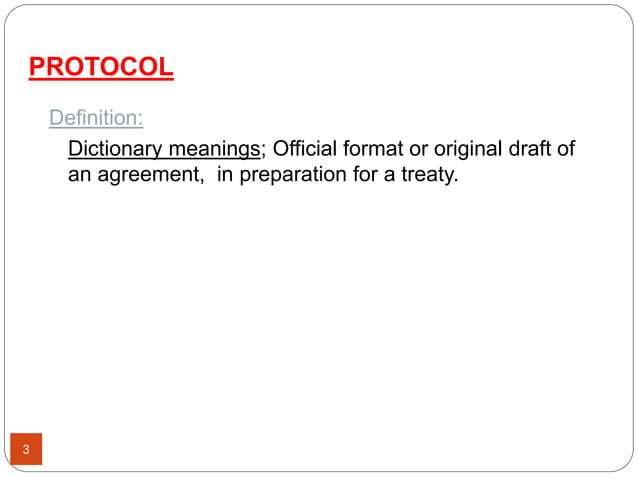 PROTOCOL
Definition:
Dictionary meanings; Official format or original draft of
an agreement,  in preparation for a treaty.
3